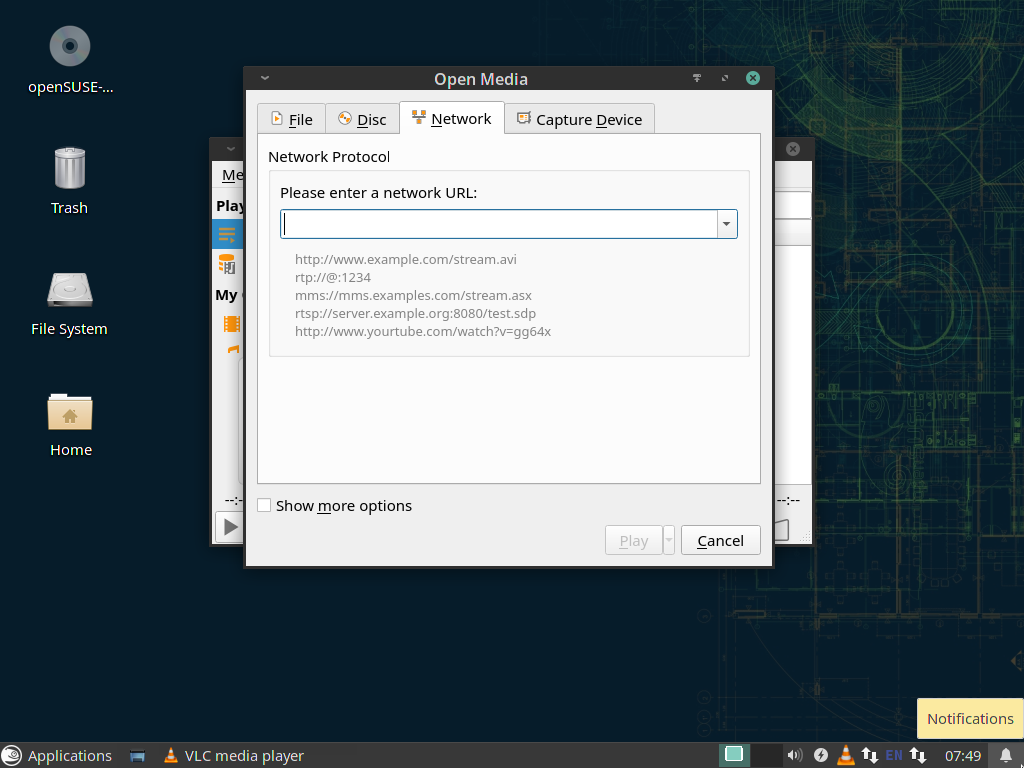 openSUSE-...
Trash
File System
Home
Open Media
File
Disc
Network
Capture Device
Network Protocol
Please enter a network URL:
http://www.example.com/stream.avi
rtp://@:1234
mms://mms.examples.com/stream.asx
rtsp://server.example.org:8080/test.sdp
http://www.yourtube.com/watch?v=gg64x
Show more options
Play
Cancel
Me
Play
My
--:-
--:--
Notifications
Applications
VLC media player
EN
07:49